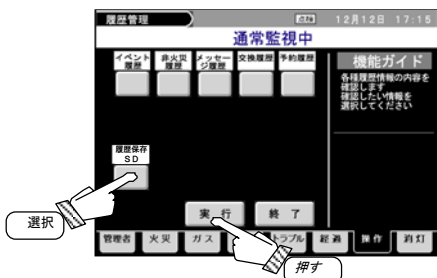 履歴管理
点検
12月12日 17:15
通常監視中
イベント
履歴
非火災
履歴
メッセー
ジ履歴
交換履歴
予約履歴
機能ガイド
各種履歴情報の内容を
確認します
確認したい情報を
選択してください
履歴保存
SD
選択
実行
終了
管理者
火災
ガス
トラブル
経過
操作
消灯
押す